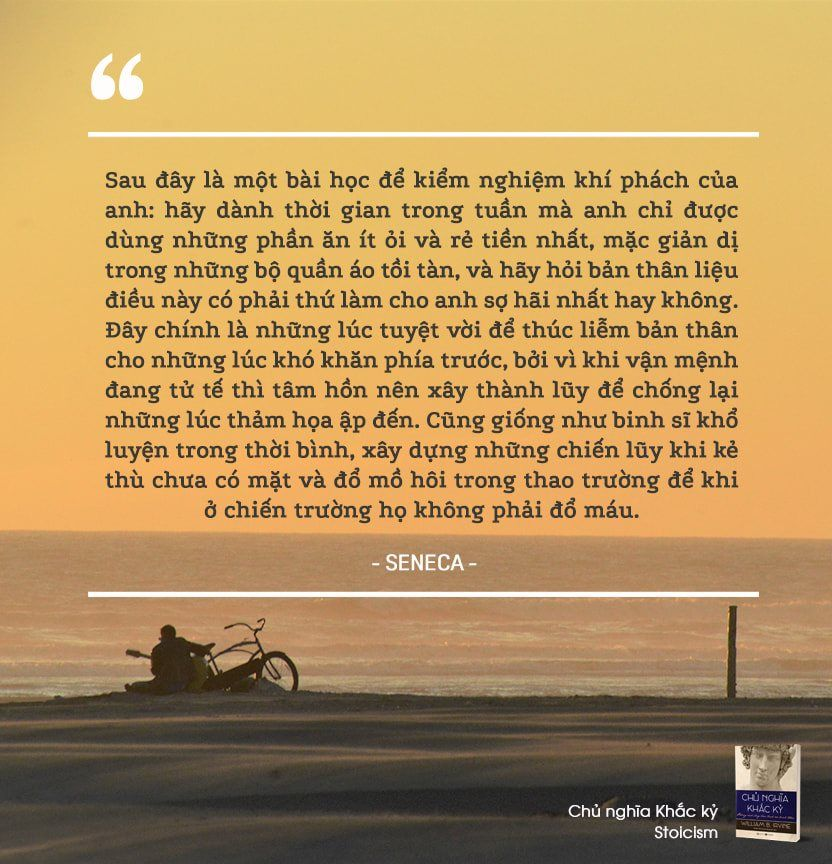 “
Sau đây là một bài học để kiểm nghiệm khí phách của
anh: hãy dành thời gian trong tuần mà anh chỉ được
dùng những phần ăn ít ỏi và rẻ tiền nhất, mặc giản dị
trong những bộ quần áo tồi tàn, và hãy hỏi bản thân liệu
điều này có phải thứ làm cho anh sợ hãi nhất hay không.
Đây chính là những lúc tuyệt vời để thúc liễm bản thân
cho những lúc khó khăn phía trước, bởi vì khi vận mệnh
đang tử tế thì tâm hồn nên xây thành lũy để chống lại
những lúc thảm họa ập đến. Cũng giống như binh sĩ khổ
luyện trong thời bình, xây dựng những chiến lũy khi kẻ
thù chưa có mặt và đổ mồ hôi trong thao trường để khi
ở chiến trường họ không phải đổ máu.
- SENECA -
Chủ nghĩa Khắc kỷ
Stoicism
CHỦ NGHĨA
KHẮC KỶ
WILLIAM B. IRVINE